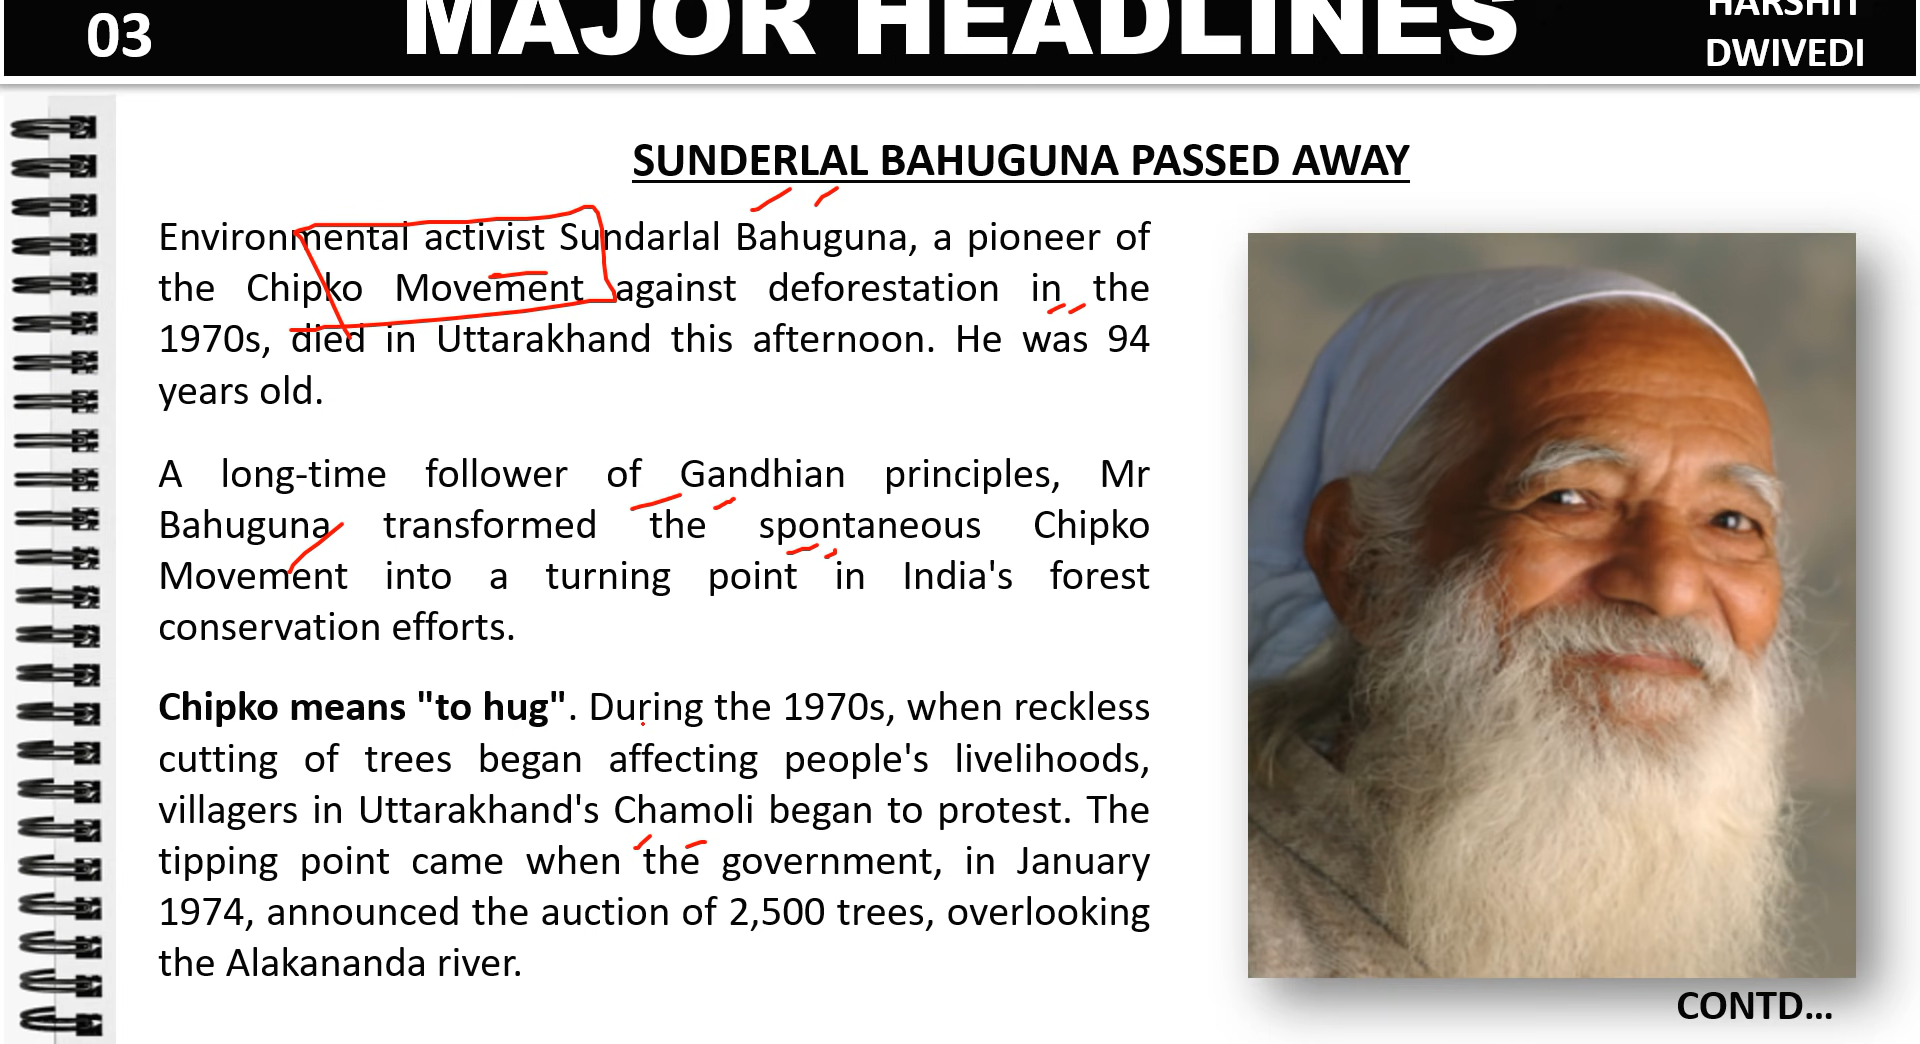 03
MAJOR HEADLINES
HARSHIT
DWIVEDI
SUNDERLAL BAHUGUNA PASSED AWAY
Environmental activist Sundarlal Bahuguna, a pioneer of
the Chipko Movement against deforestation in the
1970s, died in Uttarakhand this afternoon. He was 94
years old.
A long-time follower of Gandhian principles, Mr
Bahuguna transformed the spontaneous Chipko
Movement into a turning point in India's forest
conservation efforts.
Chipko means "to hug". During the 1970s, when reckless
cutting of trees began affecting people's livelihoods,
villagers in Uttarakhand's Chamoli began to protest. The
tipping point came when the government, in January
1974, announced the auction of 2,500 trees, overlooking
the Alakananda river.
CONTD...